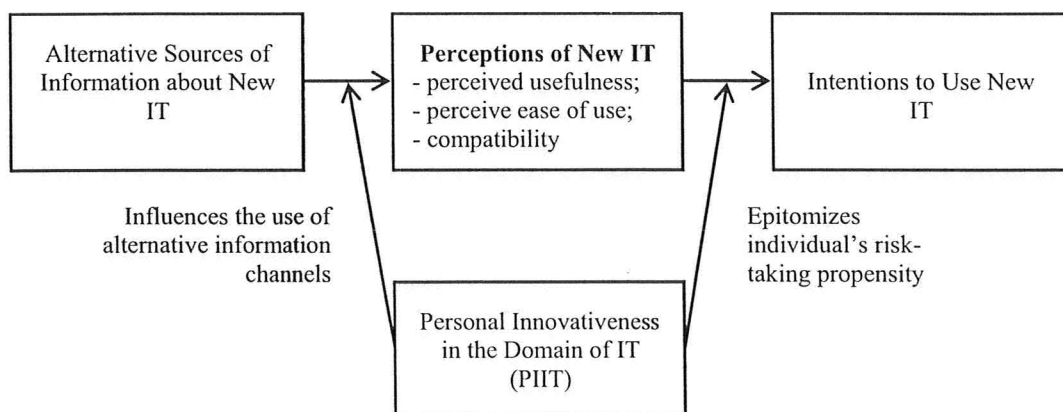 Alternative Sources of
Information about New
IT
Perceptions of New IT
- perceived usefulness;
- perceive ease of use;
- compatibility
Intentions to Use New
IT
Influences the use of
alternative information
channels
Epitomizes
individual's risk-
taking propensity
Personal Innovativeness
in the Domain of IT
(PIIT)